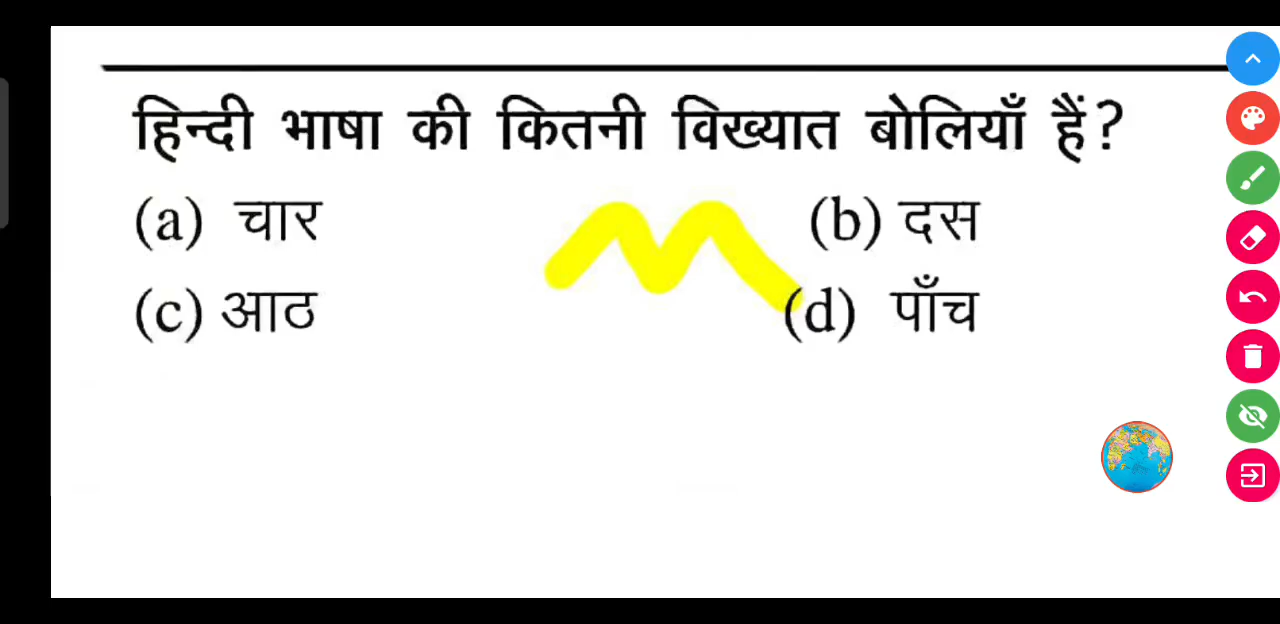 हिन्दी भाषा की कितनी विख्यात बोलियाँ हैं?
(a) चार (b) दस
(c) आठ (d) पाँच